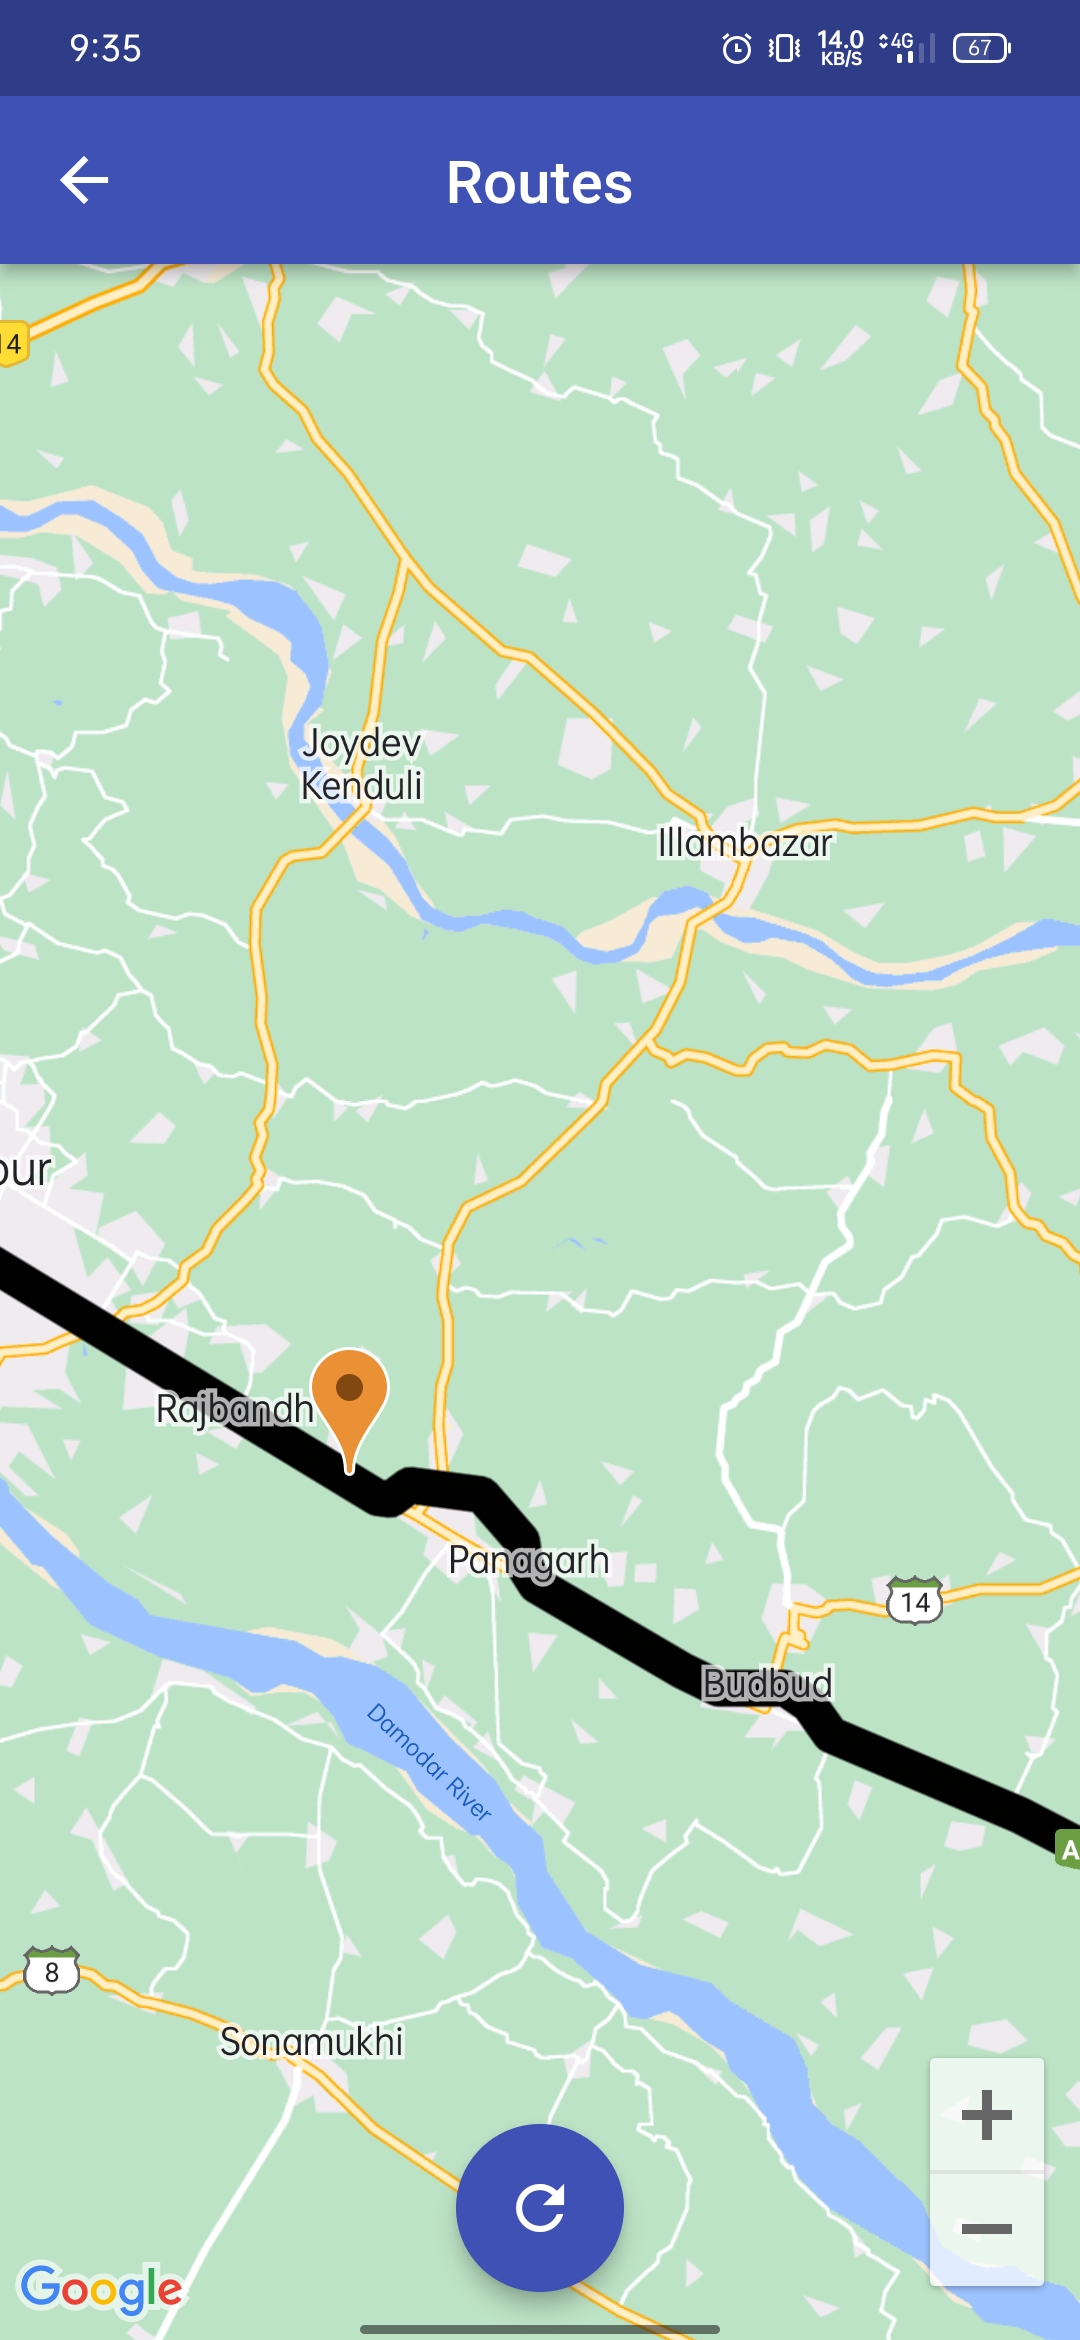 9:35
14.0
KB/S
4G
67
Routes
14
Joydev
Kenduli
Illambazar
pur
Rajbandh
Panagarh
14
Budbud
Damodar River
A
8
Sonamukhi
Google